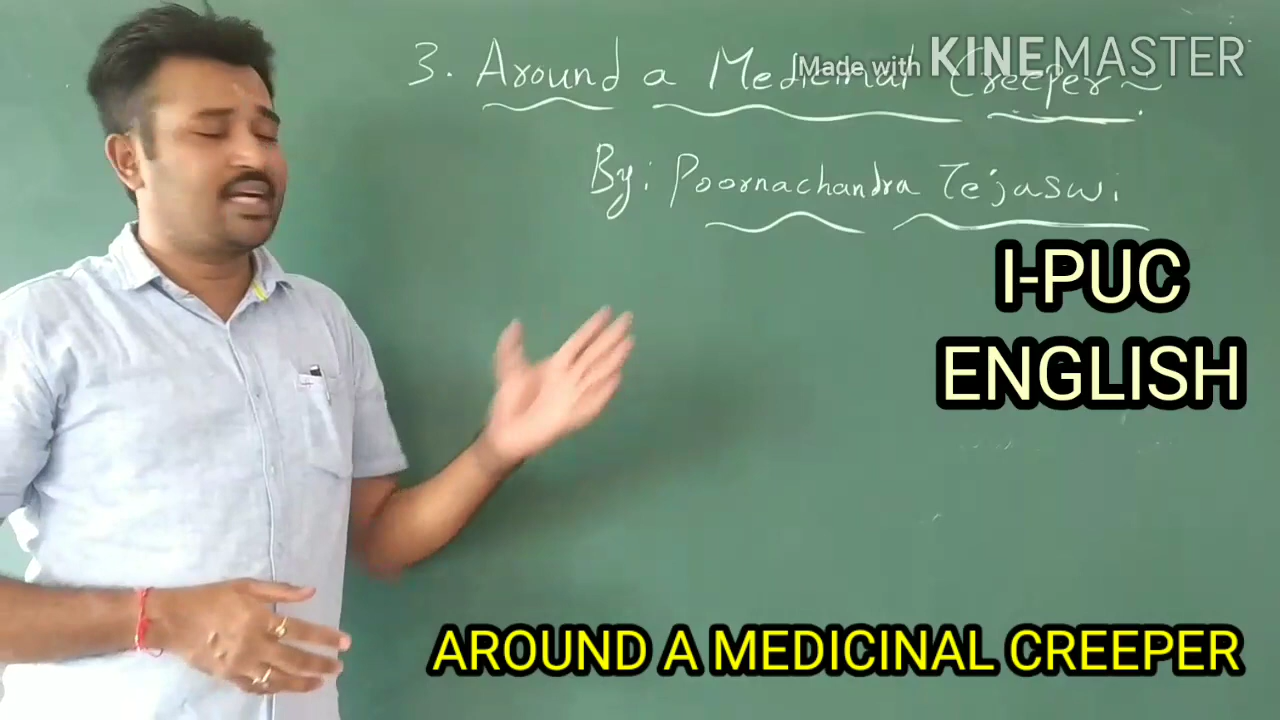 3. Around a Medicinal Creeper
Made with KINEMASTER
By: Poornachandra Tejaswi
I-PUC
ENGLISH
AROUND A MEDICINAL CREEPER